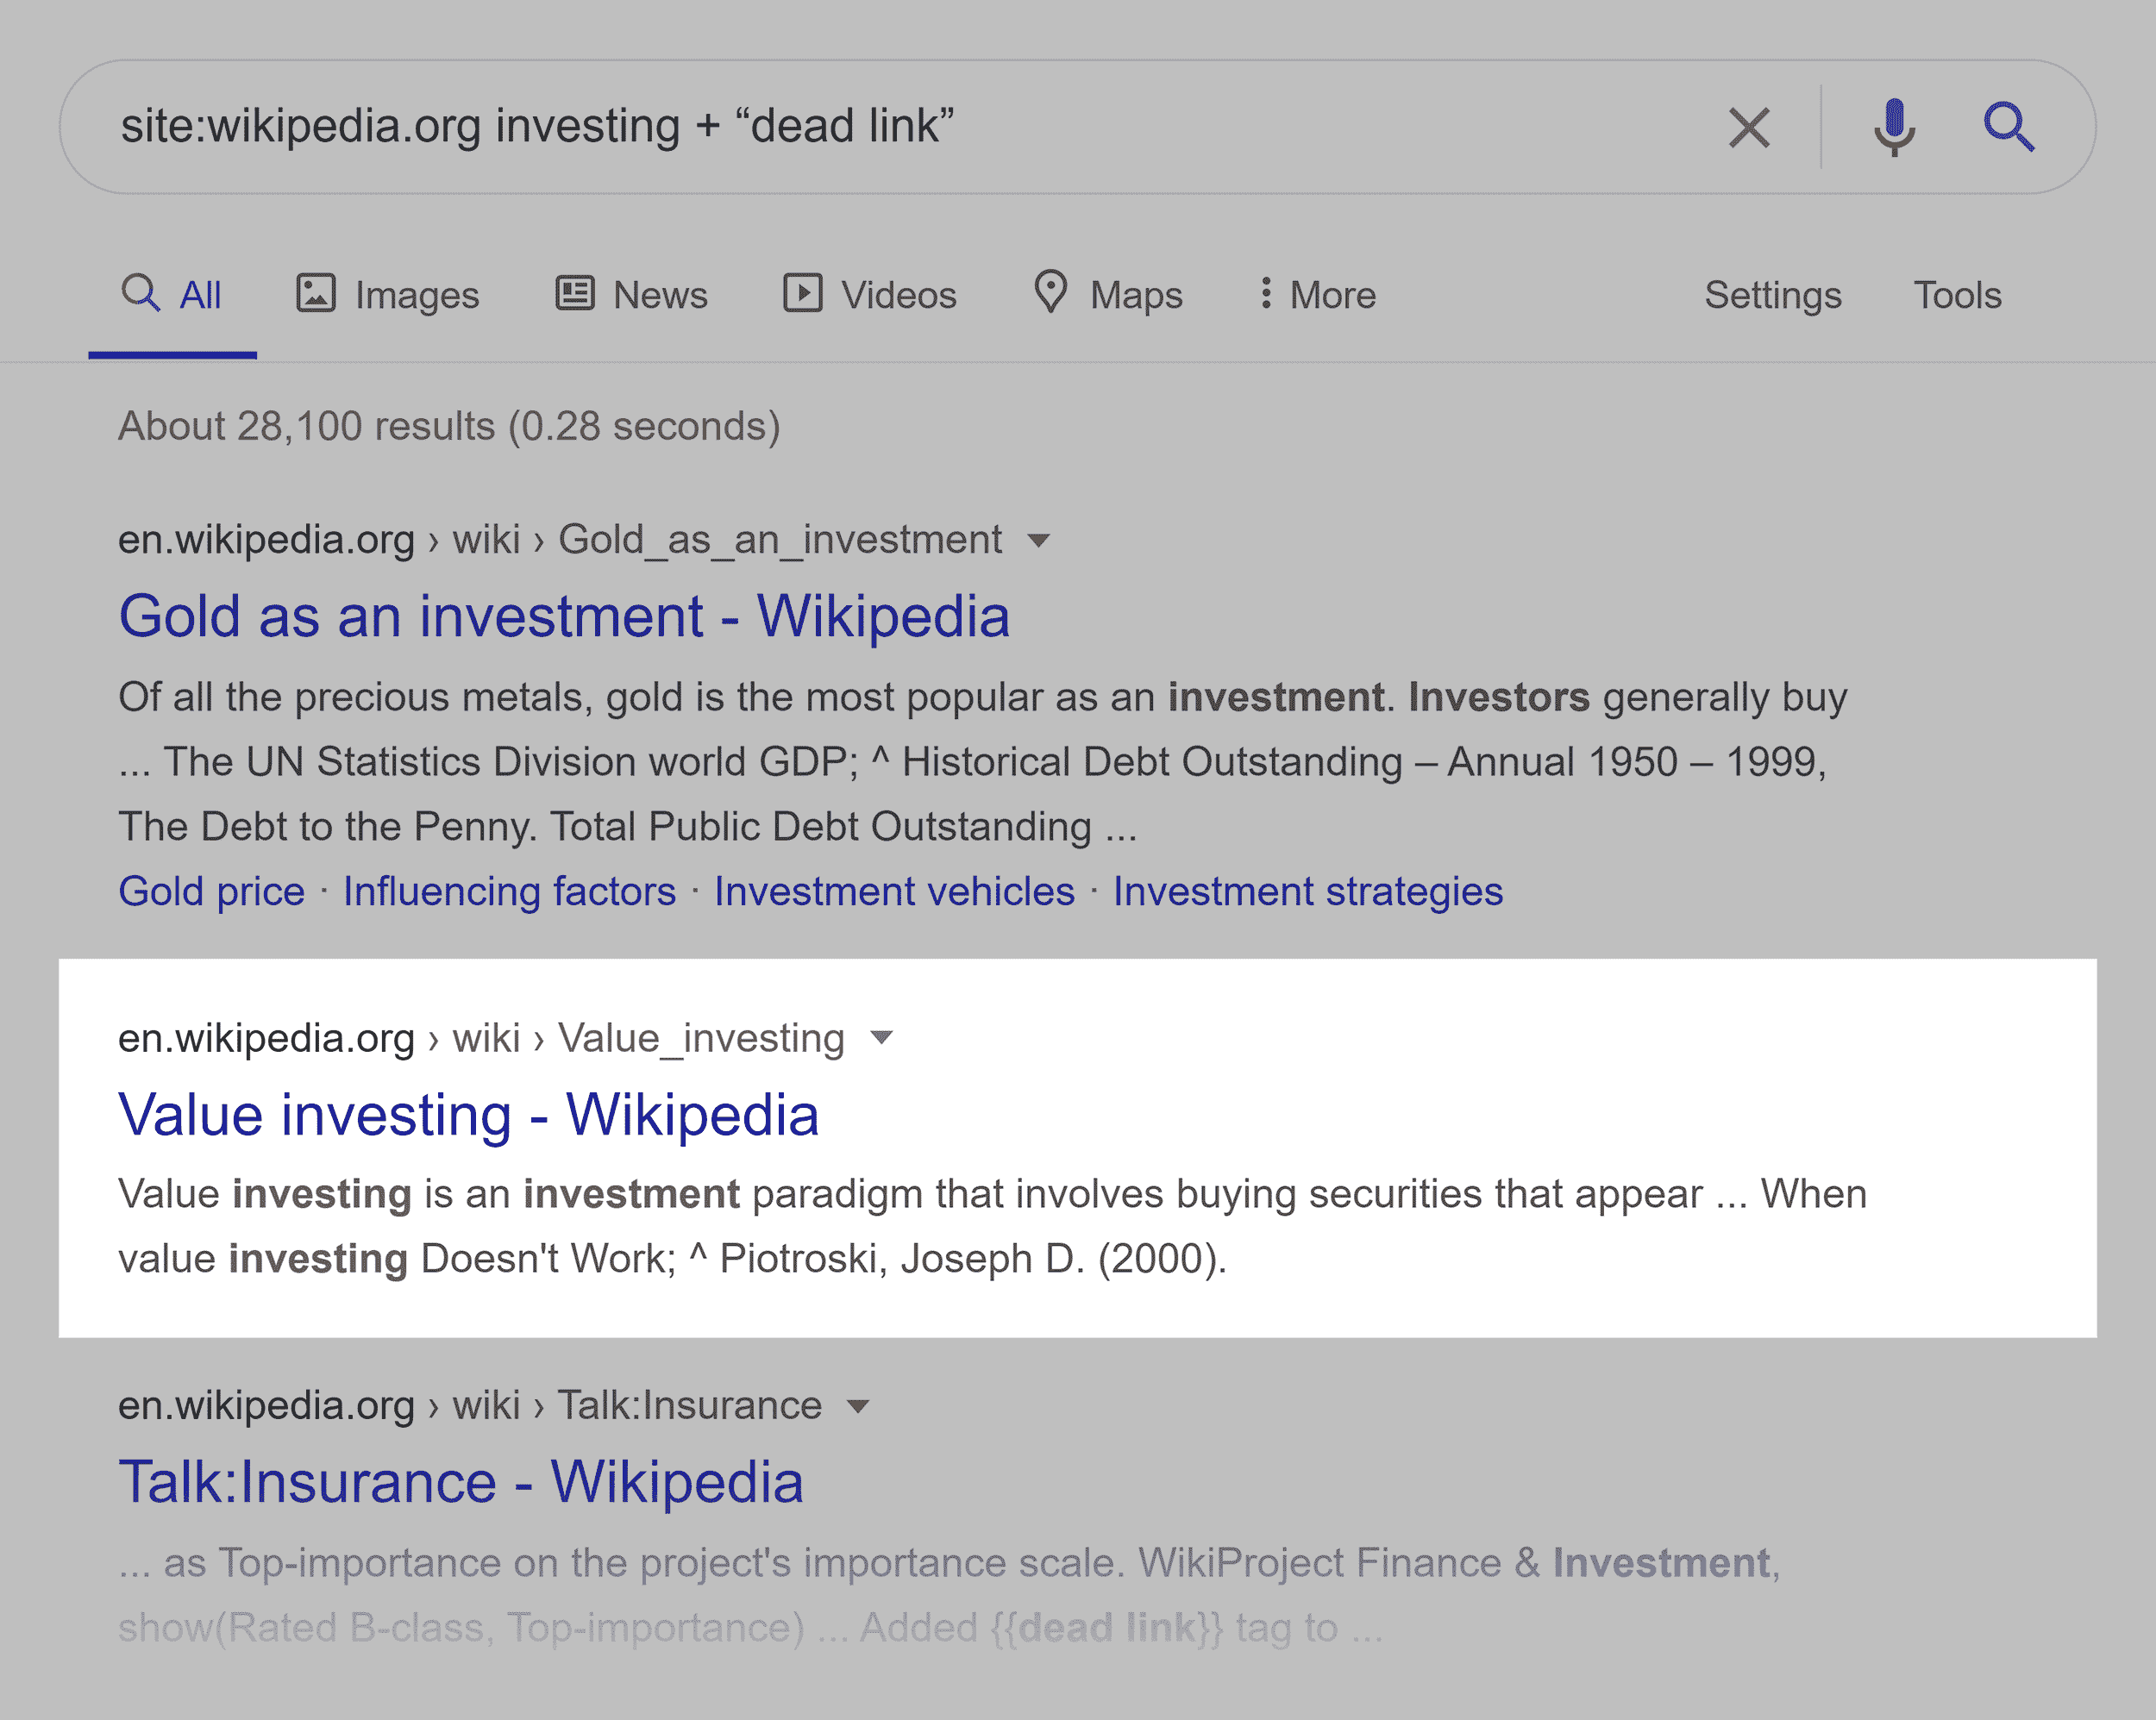 site:wikipedia.org investing + “dead link”
All Images News Videos Maps More Settings Tools
About 28,100 results (0.28 seconds)
en.wikipedia.org › wiki › Gold_as_an_investment
Gold as an investment - Wikipedia
Of all the precious metals, gold is the most popular as an investment. Investors generally buy
... The UN Statistics Division world GDP; ^ Historical Debt Outstanding – Annual 1950 – 1999,
The Debt to the Penny. Total Public Debt Outstanding ...
Gold price · Influencing factors · Investment vehicles · Investment strategies
en.wikipedia.org › wiki › Value_investing
Value investing - Wikipedia
Value investing is an investment paradigm that involves buying securities that appear ... When
value investing Doesn't Work; ^ Piotroski, Joseph D. (2000).
en.wikipedia.org › wiki › Talk:Insurance
Talk:Insurance - Wikipedia
... as Top-importance on the project's importance scale. WikiProject Finance & Investment,
show(Rated B-class, Top-importance) ... Added {{dead link}} tag to ...